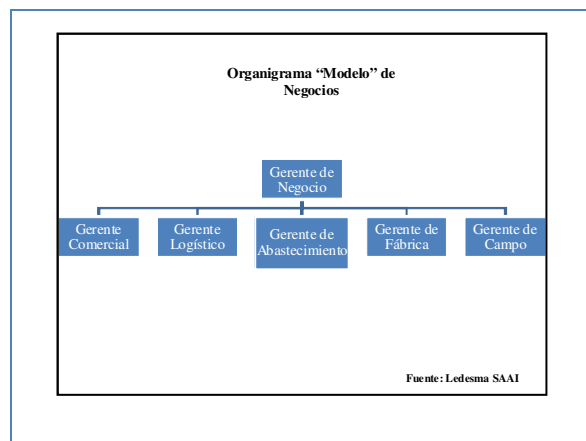 Organigrama “Modelo” de
Negocios
Gerente de
Negocio
Gerente
Comercial
Gerente
Logístico
Gerente de
Abastecimiento
Gerente de
Fábrica
Gerente de
Campo
Fuente: Ledesma SAAI